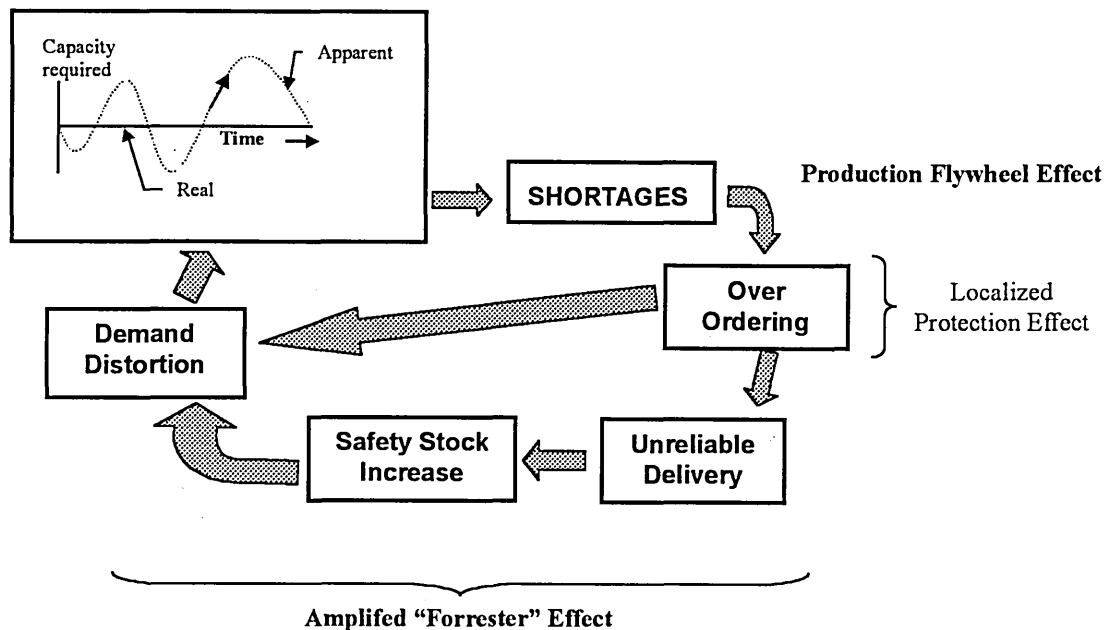 Capacity
required
Apparent
Time
Real
SHORTAGES
Production Flywheel Effect
Over
Ordering
Localized
Protection Effect
Demand
Distortion
Safety Stock
Increase
Unreliable
Delivery
Amplifed “Forrester” Effect